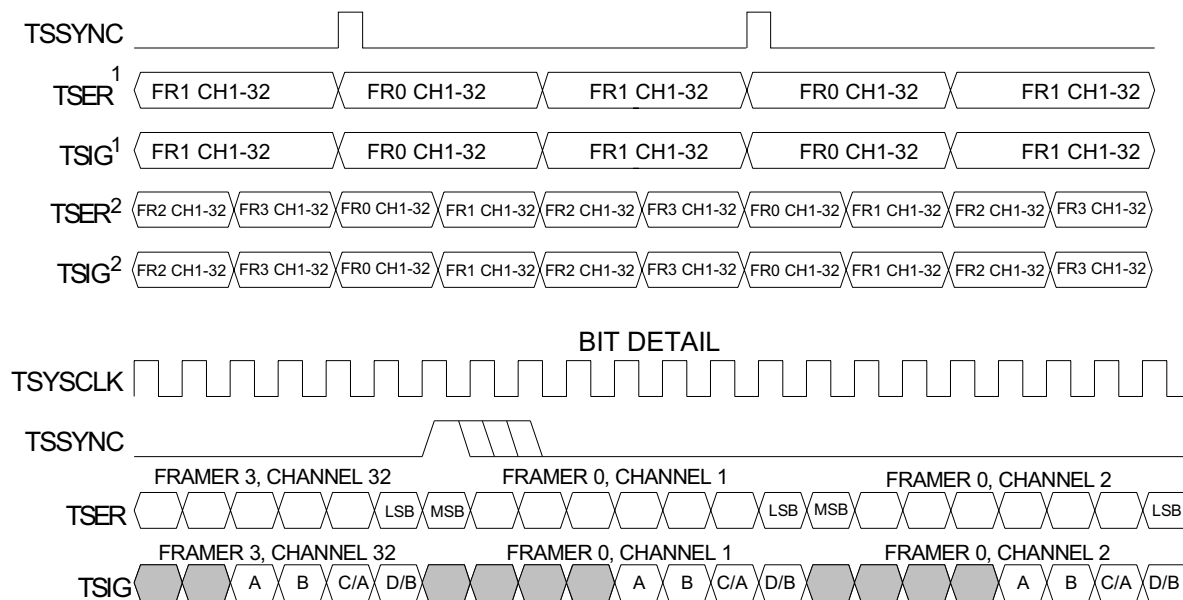 TSSYNC
TSER1 FR1 CH1-32 FR0 CH1-32 FR1 CH1-32 FR0 CH1-32 FR1 CH1-32
TSIG1 FR1 CH1-32 FR0 CH1-32 FR1 CH1-32 FR0 CH1-32 FR1 CH1-32
TSER2 FR2 CH1-32 FR3 CH1-32 FR0 CH1-32 FR1 CH1-32 FR2 CH1-32 FR3 CH1-32 FR0 CH1-32 FR1 CH1-32 FR2 CH1-32 FR3 CH1-32
TSIG2 FR2 CH1-32 FR3 CH1-32 FR0 CH1-32 FR1 CH1-32 FR2 CH1-32 FR3 CH1-32 FR0 CH1-32 FR1 CH1-32 FR2 CH1-32 FR3 CH1-32
BIT DETAIL
TSYSCLK
TSSYNC
FRAMER 3, CHANNEL 32 FRAMER 0, CHANNEL 1 FRAMER 0, CHANNEL 2
TSER LSB MSB LSB MSB LSB
FRAMER 3, CHANNEL 32 FRAMER 0, CHANNEL 1 FRAMER 0, CHANNEL 2
TSIG A B C/A D/B A B C/A D/B A B C/A D/B